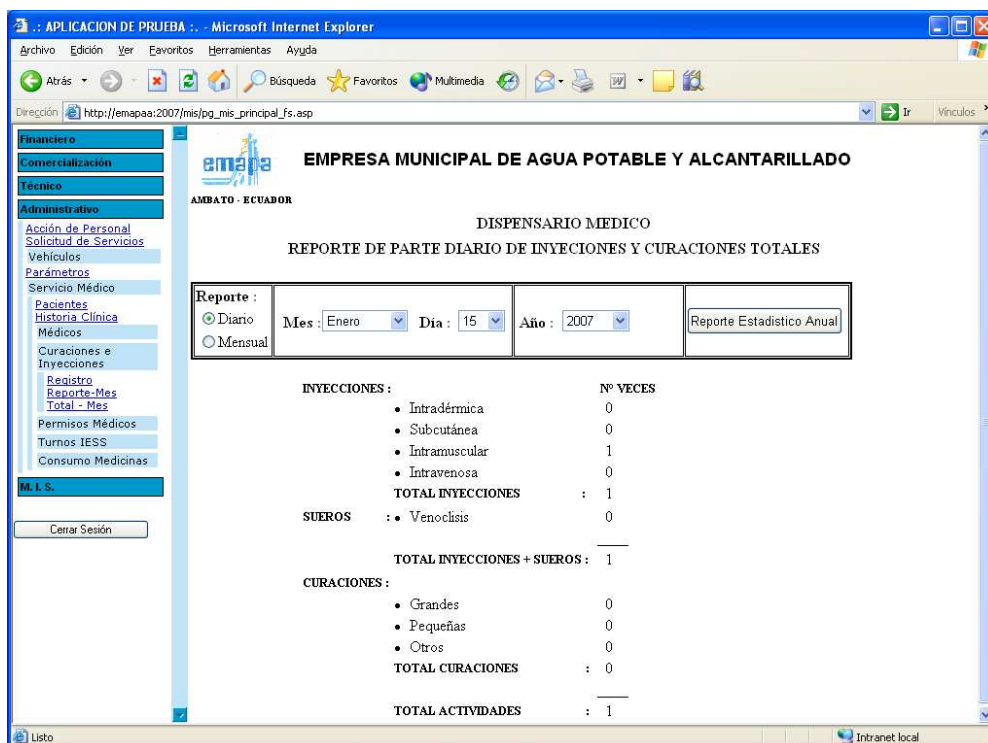 .: APLICACION DE PRUEBA :. - Microsoft Internet Explorer
Archivo Edición Ver Favoritos Herramientas Ayuda
Atrás Búsqueda Favoritos Multimedia
Dirección http://emapaa:2007/mis/pg_mis_principal_fs.asp Ir Vínculos »
Financiero
Comercialización
Técnico
Administrativo
Acción de Personal
Solicitud de Servicios
Vehículos
Parámetros
Servicio Médico
Pacientes
Historia Clínica
Médicos
Curaciones e
Inyecciones
Registro
Reporte-Mes
Total - Mes
Permisos Médicos
Turnos IESS
Consumo Medicinas
M. I. S.
Cerrar Sesión
emapa
AMBATO - ECUADOR
EMPRESA MUNICIPAL DE AGUA POTABLE Y ALCANTARILLADO
DISPENSARIO MEDICO
REPORTE DE PARTE DIARIO DE INYECIONES Y CURACIONES TOTALES
Reporte :
Diario
Mensual
Mes : Enero Día : 15 Año : 2007 Reporte Estadistico Anual
INYECCIONES : Nº VECES
• Intradérmica 0
• Subcutánea 0
• Intramuscular 1
• Intravenosa 0
TOTAL INYECCIONES : 1
SUEROS : • Venoclisis 0
TOTAL INYECCIONES + SUEROS : 1
CURACIONES :
• Grandes 0
• Pequeñas 0
• Otros 0
TOTAL CURACIONES : 0
TOTAL ACTIVIDADES : 1
Listo Intranet local